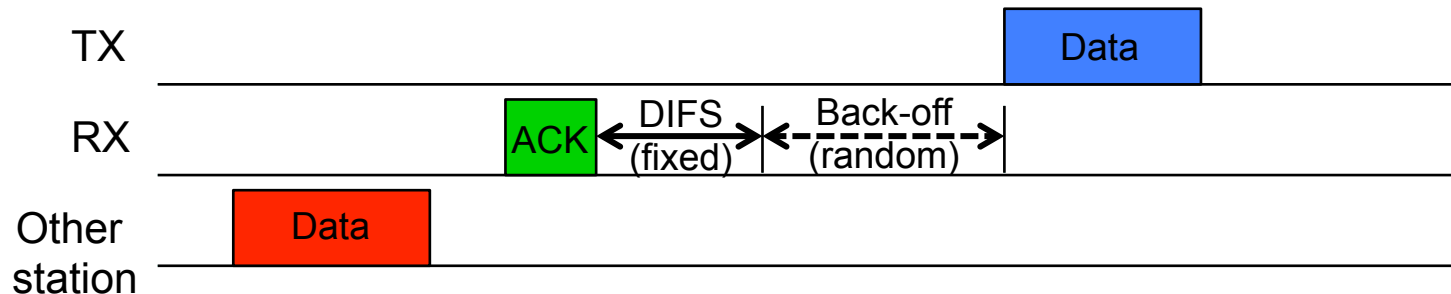 TX
Data
RX
ACK
DIFS
(fixed)
Back-off
(random)
Other
station
Data